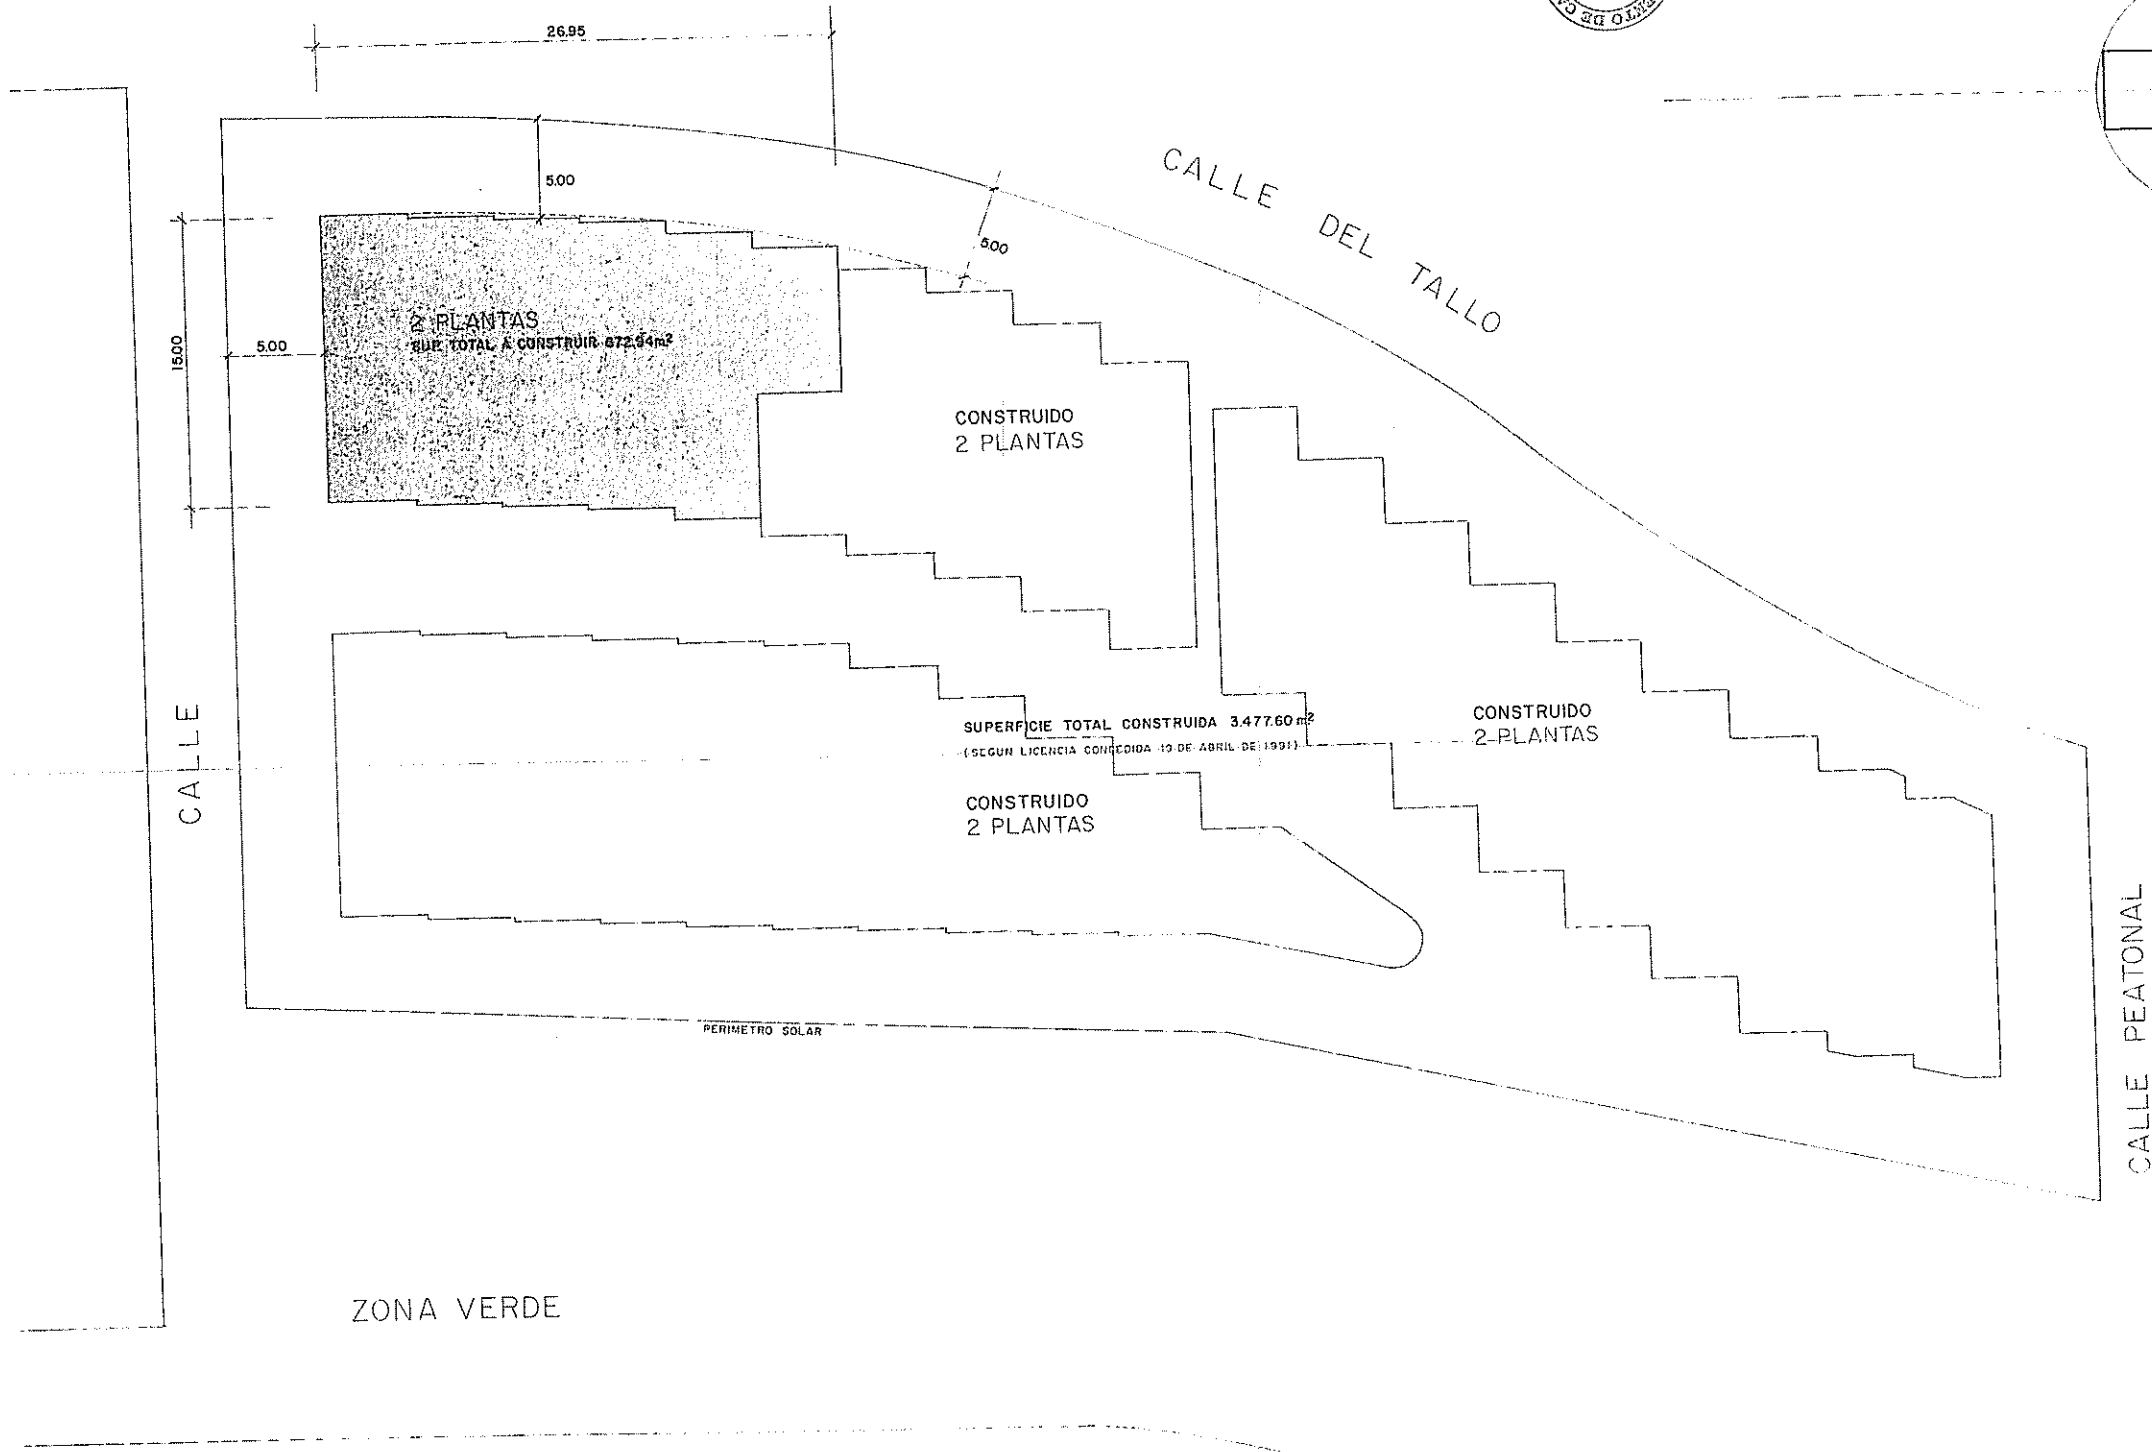 26.95
5.00
5.00
15.00
5.00
2 PLANTAS
SUP. TOTAL A CONSTRUIR 672,94m²
CALLE DEL TALLO
CONSTRUIDO
2 PLANTAS
SUPERFICIE TOTAL CONSTRUIDA 3.477.60 m²
(SEGUN LICENCIA CONCEDIDA 19 DE ABRIL DE 1991)
CONSTRUIDO
2 PLANTAS
CONSTRUIDO
2 PLANTAS
CALLE
PERIMETRO SOLAR
CALLE PEATONAL
ZONA VERDE